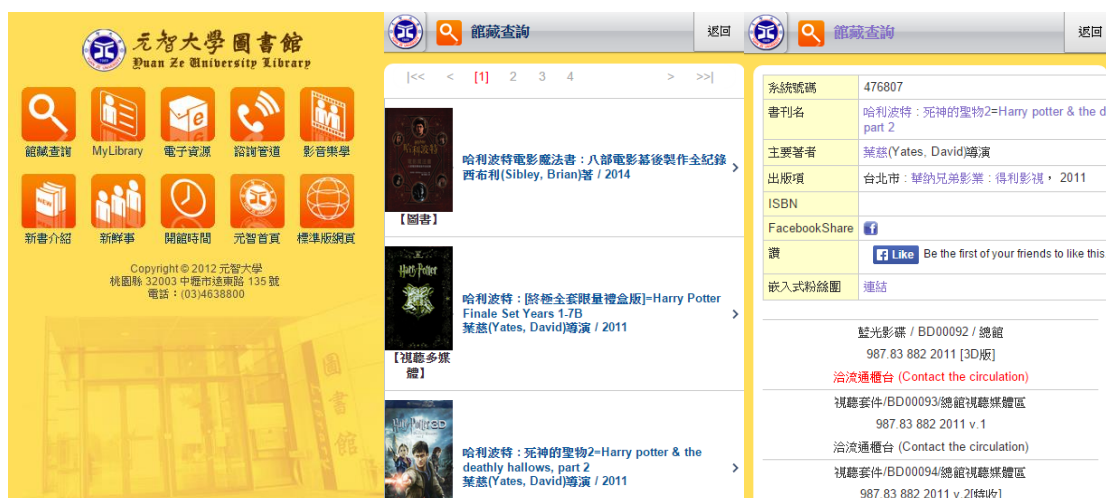 元智大學圖書館
Yuan Ze University Library
館藏查詢
MyLibrary
電子資源
諮詢管道
影音樂學
新書介紹
新鮮事
開館時間
元智首頁
標準版網頁
Copyright © 2012 元智大學
桃園縣 32003 中壢市遠東路 135 號
電話：(03)4638800
圖書館
館藏查詢
返回
|<< < [1] 2 3 4 > >>|
哈利波特電影魔法書：八部電影幕後製作全紀錄
西布利(Sibley, Brian)著 / 2014
【圖書】
Harry Potter
哈利波特：[終極全套限量禮盒版]=Harry Potter
Finale Set Years 1-7B
葉慈(Yates, David)導演 / 2011
【視聽多媒
體】
哈利波特：死神的聖物2=Harry potter & the
deathly hallows, part 2
葉慈(Yates, David)導演 / 2011
館藏查詢
返回
系統號碼 476807
書刊名 哈利波特：死神的聖物2=Harry potter & the d
part 2
主要著者 葉慈(Yates, David)導演
出版項 台北市：華納兄弟影業：得利影視， 2011
ISBN
FacebookShare
讚 Like Be the first of your friends to like this
嵌入式粉絲團 連結
藍光影碟 / BD00092 / 總館
987.83 882 2011 [3D版]
洽流通櫃台 (Contact the circulation)
視聽套件/BD00093/總館視聽媒體區
987.83 882 2011 v.1
洽流通櫃台 (Contact the circulation)
視聽套件/BD00094/總館視聽媒體區
987.83 882 2011 v.2[特收]